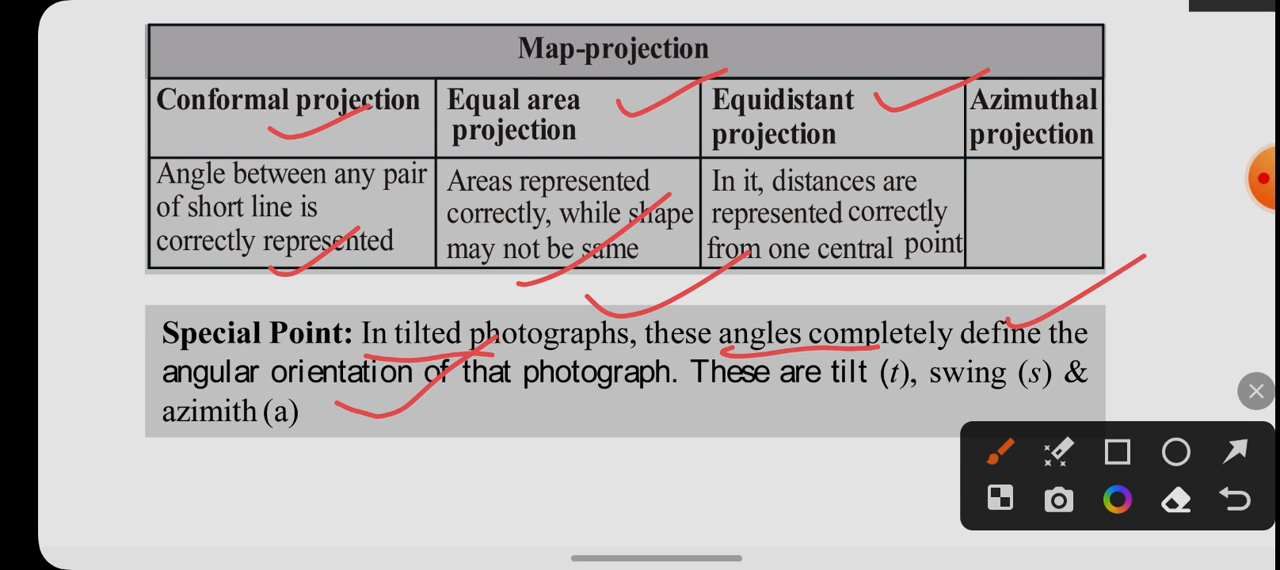 Map-projection
Conformal projection
Equal area
projection
Equidistant
projection
Azimuthal
projection
Angle between any pair
of short line is
correctly represented
Areas represented
correctly, while shape
may not be same
In it, distances are
represented correctly
from one central point
Special Point: In tilted photographs, these angles completely define the
angular orientation of that photograph. These are tilt (t), swing (s) &
azimith (a)